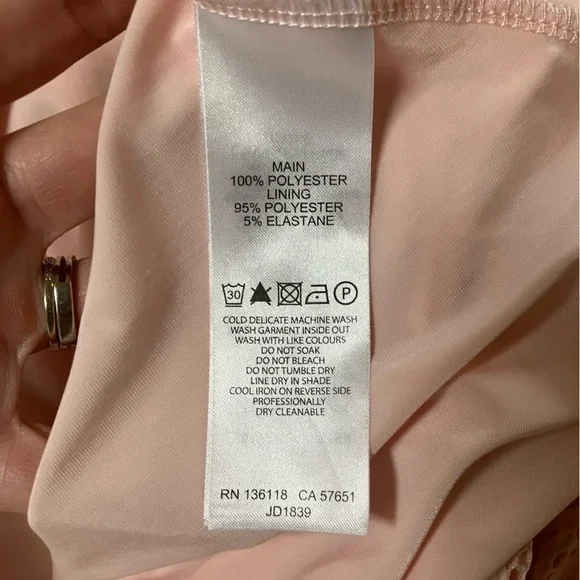 MAIN
100% POLYESTER
LINING
95% POLYESTER
5% ELASTANE
30 P
COLD DELICATE MACHINE WASH
WASH GARMENT INSIDE OUT
WASH WITH LIKE COLOURS
DO NOT SOAK
DO NOT BLEACH
DO NOT TUMBLE DRY
LINE DRY IN SHADE
COOL IRON ON REVERSE SIDE
PROFESSIONALLY
DRY CLEANABLE
RN 136118 CA 57651
JD1839